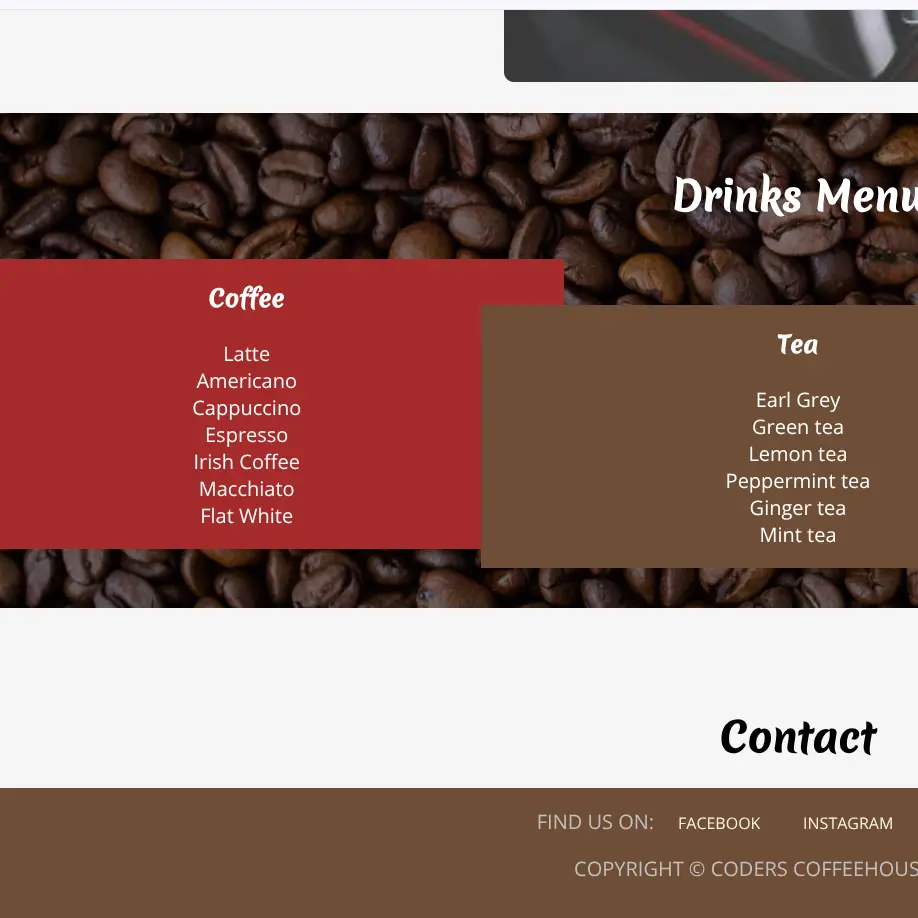 Drinks Menu
Coffee
Latte
Americano
Cappuccino
Espresso
Irish Coffee
Macchiato
Flat White
Tea
Earl Grey
Green tea
Lemon tea
Peppermint tea
Ginger tea
Mint tea
Contact
FIND US ON: FACEBOOK INSTAGRAM
COPYRIGHT © CODERS COFFEEHOUS